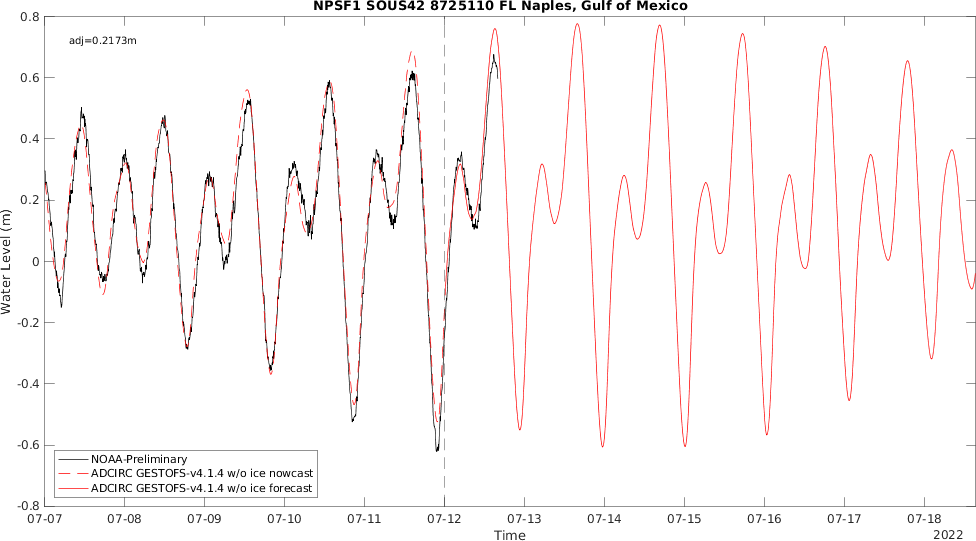 NPSF1 SOUS42 8725110 FL Naples, Gulf of Mexico
adj=0.2173m
0.8
0.6
0.4
0.2
0
-0.2
-0.4
-0.6
-0.8
Water Level (m)
NOAA-Preliminary
ADCIRC GESTOFS-v4.1.4 w/o ice nowcast
ADCIRC GESTOFS-v4.1.4 w/o ice forecast
07-07 07-08 07-09 07-10 07-11 07-12 07-13 07-14 07-15 07-16 07-17 07-18
Time
2022